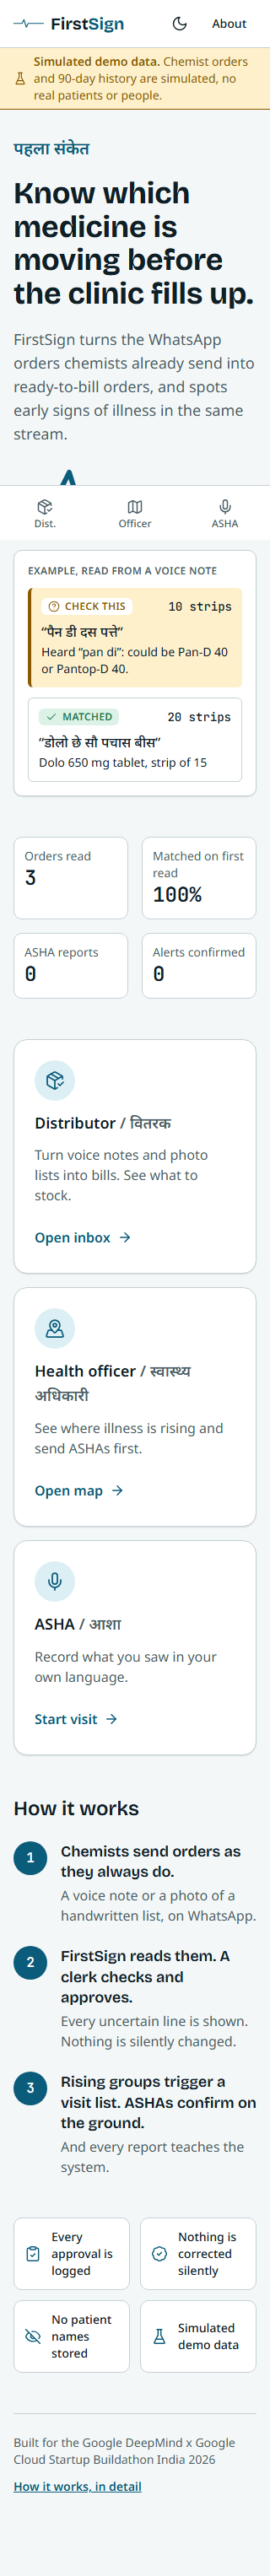 FirstSign
About
Simulated demo data. Chemist orders
and 90-day history are simulated, no
real patients or people.
पहला संकेत
Know which
medicine is
moving before
the clinic fills up.
FirstSign turns the WhatsApp
orders chemists already send into
ready-to-bill orders, and spots
early signs of illness in the same
stream.
Dist.
Officer
ASHA
EXAMPLE, READ FROM A VOICE NOTE
CHECK THIS
10 strips
“पैन डी दस पत्ते”
Heard “pan di”: could be Pan-D 40
or Pantop-D 40.
MATCHED
20 strips
“डोलो छे सौ पचास बीस”
Dolo 650 mg tablet, strip of 15
Orders read
3
Matched on first
read
100%
ASHA reports
0
Alerts confirmed
0
Distributor / वितरक
Turn voice notes and photo
lists into bills. See what to
stock.
Open inbox →
Health officer / स्वास्थ्य
अधिकारी
See where illness is rising and
send ASHAs first.
Open map →
ASHA / आशा
Record what you saw in your
own language.
Start visit →
How it works
1
Chemists send orders as
they always do.
A voice note or a photo of a
handwritten list, on WhatsApp.
2
FirstSign reads them. A
clerk checks and
approves.
Every uncertain line is shown.
Nothing is silently changed.
3
Rising groups trigger a
visit list. ASHAs confirm on
the ground.
And every report teaches the
system.
Every
approval is
logged
Nothing is
corrected
silently
No patient
names
stored
Simulated
demo data
Built for the Google DeepMind x Google
Cloud Startup Buildathon India 2026
How it works, in detail